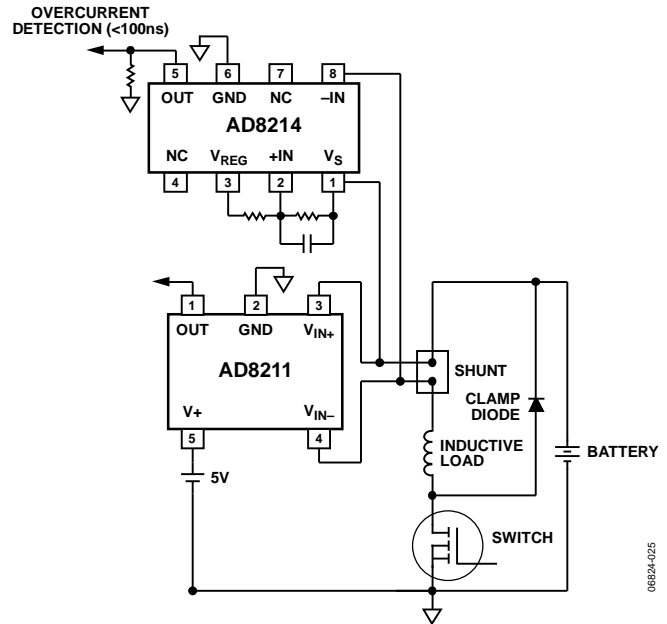 OVERCURRENT
DETECTION (<100ns)
5 6 7 8
OUT GND NC –IN
AD8214
NC VREG +IN VS
4 3 2 1
1 2 3
OUT GND VIN+
AD8211
V+ VIN–
5 4
5V
SHUNT
CLAMP
DIODE
INDUCTIVE
LOAD
BATTERY
SWITCH
06824-025